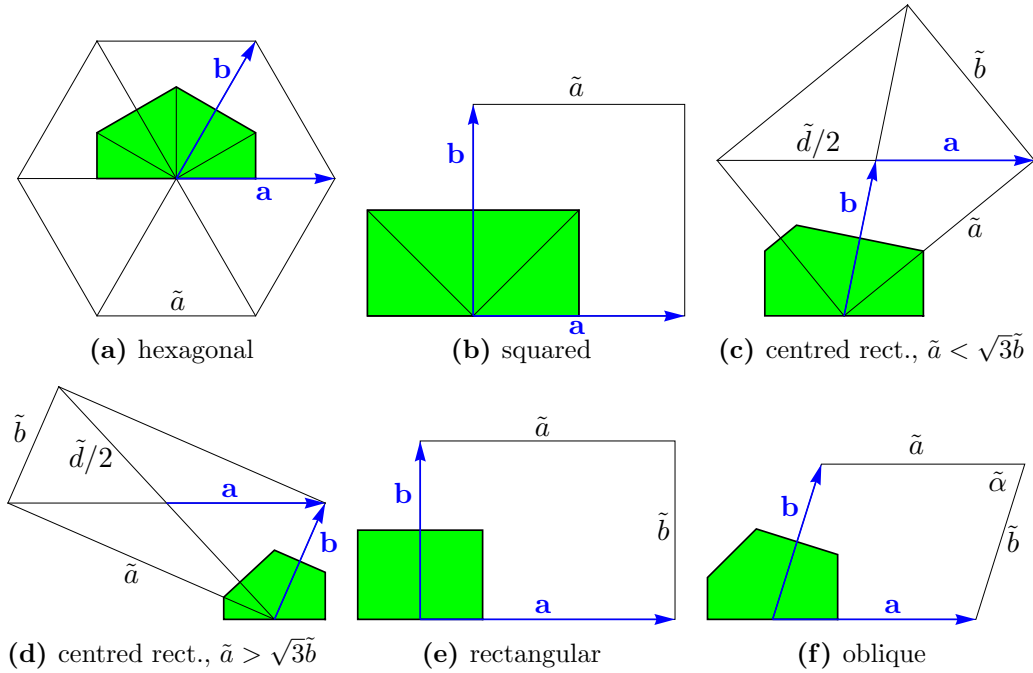 b
a
ã
(a) hexagonal
ã
b
a
(b) squared
b̃
d̃/2
a
b
ã
(c) centred rect., ã < √3b̃
b̃
d̃/2
a
b
ã
(d) centred rect., ã > √3b̃
ã
b
b̃
a
(e) rectangular
ã
α̃
b
b̃
a
(f) oblique